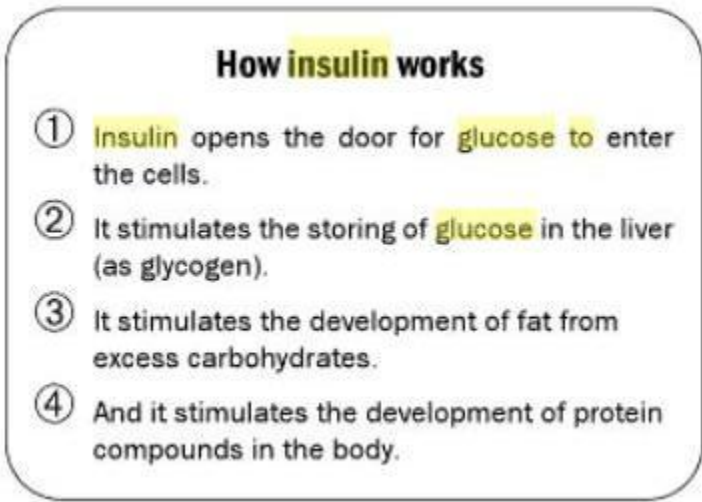 How insulin works
① Insulin opens the door for glucose to enter
the cells.
② It stimulates the storing of glucose in the liver
(as glycogen).
③ It stimulates the development of fat from
excess carbohydrates.
④ And it stimulates the development of protein
compounds in the body.